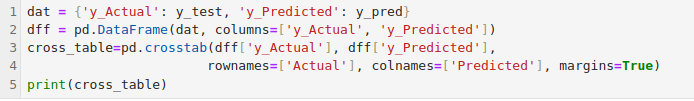 1 dat = {'y_Actual': y_test, 'y_Predicted': y_pred}
2 dff = pd.DataFrame(dat, columns=['y_Actual', 'y_Predicted'])
3 cross_table=pd.crosstab(dff['y_Actual'], dff['y_Predicted'],
4                         rownames=['Actual'], colnames=['Predicted'], margins=True)
5 print(cross_table)